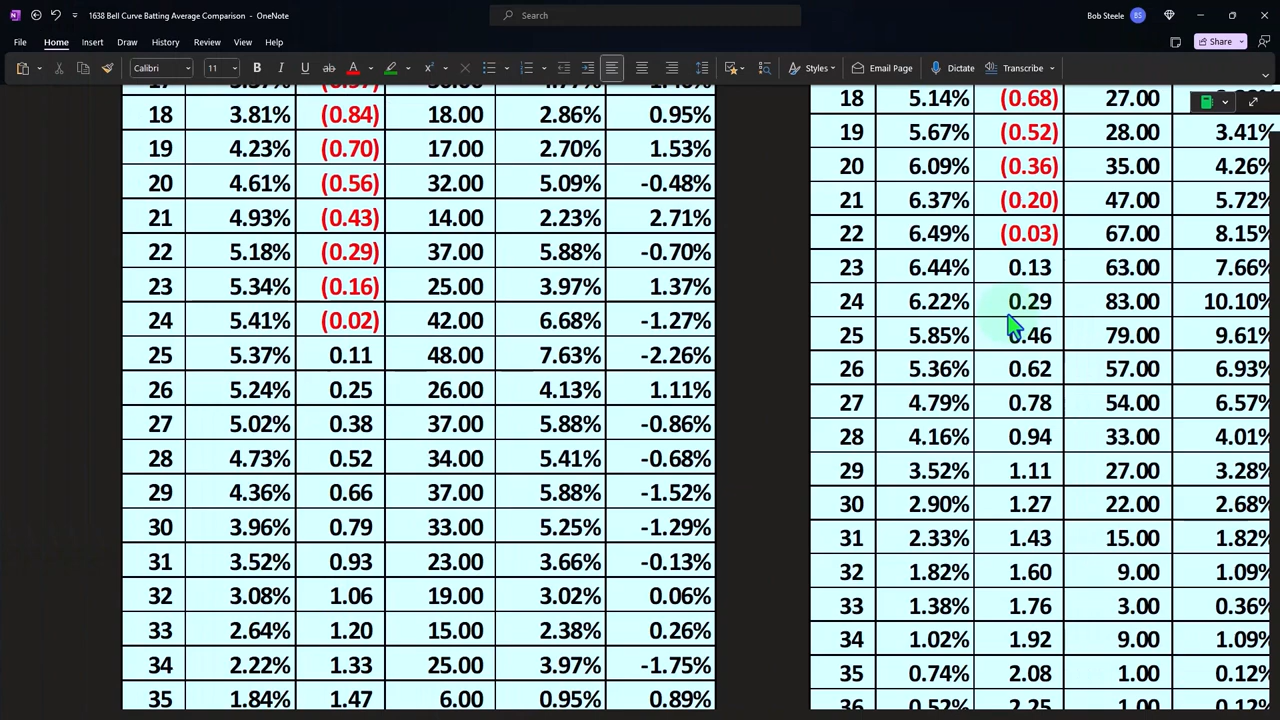 1638 Bell Curve Batting Average Comparison - OneNote
Search
Bob Steele
BS
File Home Insert Draw History Review View Help
Share
Calibri 11 B I U ab A x Styles Email Page Dictate Transcribe
18 3.81% (0.84) 18.00 2.86% 0.95%
19 4.23% (0.70) 17.00 2.70% 1.53%
20 4.61% (0.56) 32.00 5.09% -0.48%
21 4.93% (0.43) 14.00 2.23% 2.71%
22 5.18% (0.29) 37.00 5.88% -0.70%
23 5.34% (0.16) 25.00 3.97% 1.37%
24 5.41% (0.02) 42.00 6.68% -1.27%
25 5.37% 0.11 48.00 7.63% -2.26%
26 5.24% 0.25 26.00 4.13% 1.11%
27 5.02% 0.38 37.00 5.88% -0.86%
28 4.73% 0.52 34.00 5.41% -0.68%
29 4.36% 0.66 37.00 5.88% -1.52%
30 3.96% 0.79 33.00 5.25% -1.29%
31 3.52% 0.93 23.00 3.66% -0.13%
32 3.08% 1.06 19.00 3.02% 0.06%
33 2.64% 1.20 15.00 2.38% 0.26%
34 2.22% 1.33 25.00 3.97% -1.75%
35 1.84% 1.47 6.00 0.95% 0.89%
18 5.14% (0.68) 27.00
19 5.67% (0.52) 28.00 3.41%
20 6.09% (0.36) 35.00 4.26%
21 6.37% (0.20) 47.00 5.72%
22 6.49% (0.03) 67.00 8.15%
23 6.44% 0.13 63.00 7.66%
24 6.22% 0.29 83.00 10.10%
25 5.85% 0.46 79.00 9.61%
26 5.36% 0.62 57.00 6.93%
27 4.79% 0.78 54.00 6.57%
28 4.16% 0.94 33.00 4.01%
29 3.52% 1.11 27.00 3.28%
30 2.90% 1.27 22.00 2.68%
31 2.33% 1.43 15.00 1.82%
32 1.82% 1.60 9.00 1.09%
33 1.38% 1.76 3.00 0.36%
34 1.02% 1.92 9.00 1.09%
35 0.74% 2.08 1.00 0.12%
36 0.52% 2.25 1.00 0.12%